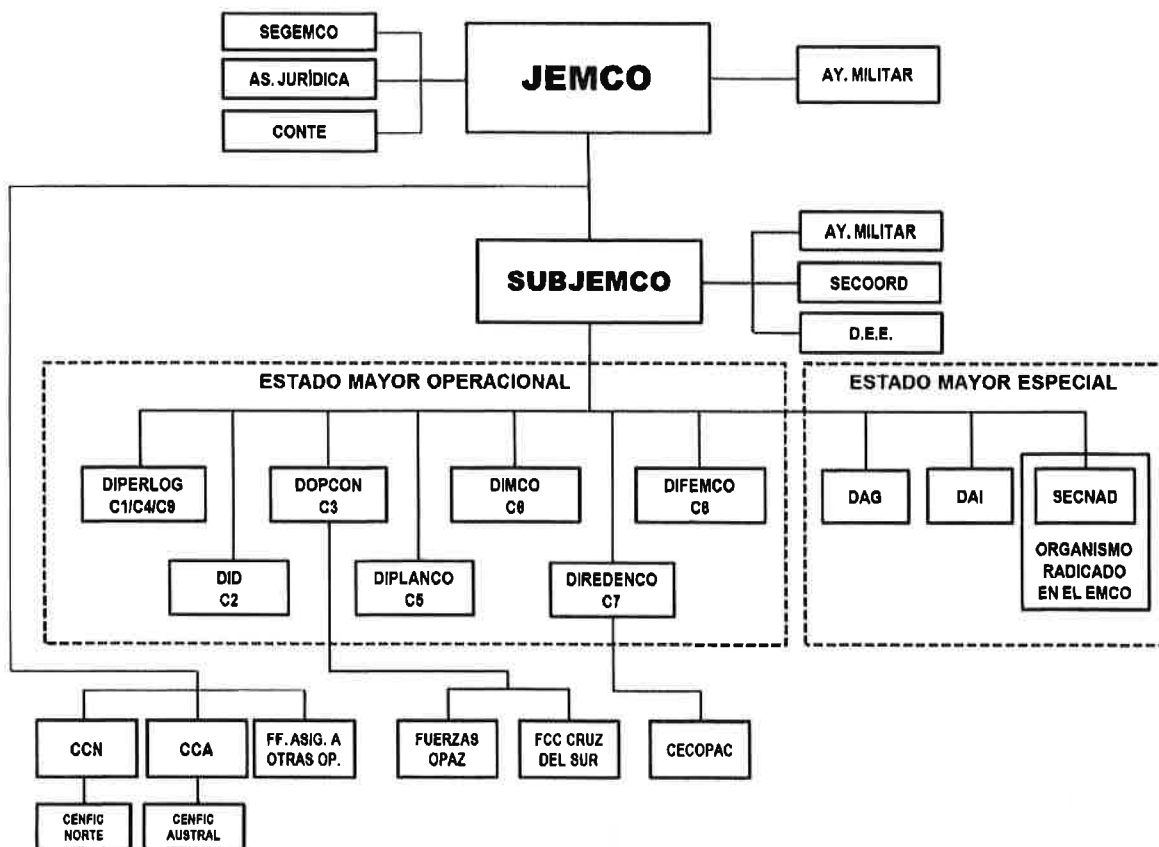 SEGEMCO
AS. JURÍDICA
CONTE
JEMCO
AY. MILITAR
SUBJEMCO
AY. MILITAR
SECOORD
D.E.E.
ESTADO MAYOR OPERACIONAL
ESTADO MAYOR ESPECIAL
DIPERLOG
C1/C4/C9
DOPCON
C3
DIMCO
C6
DIFEMCO
C8
DAG
DAI
SECNAD
ORGANISMO
RADICADO
EN EL EMCO
DID
C2
DIPLANCO
C5
DIREDENCO
C7
CCN
CCA
FF. ASIG. A
OTRAS OP.
FUERZAS
OPAZ
FCC CRUZ
DEL SUR
CECOPAC
CENFIC
NORTE
CENFIC
AUSTRAL